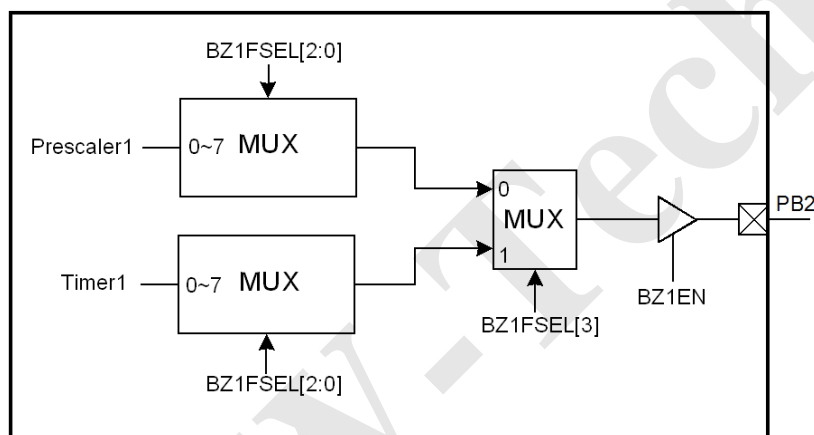 BZ1FSEL[2:0]
Prescaler1
0~7 MUX
0
MUX
1
PB2
Timer1
0~7 MUX
BZ1EN
BZ1FSEL[3]
BZ1FSEL[2:0]